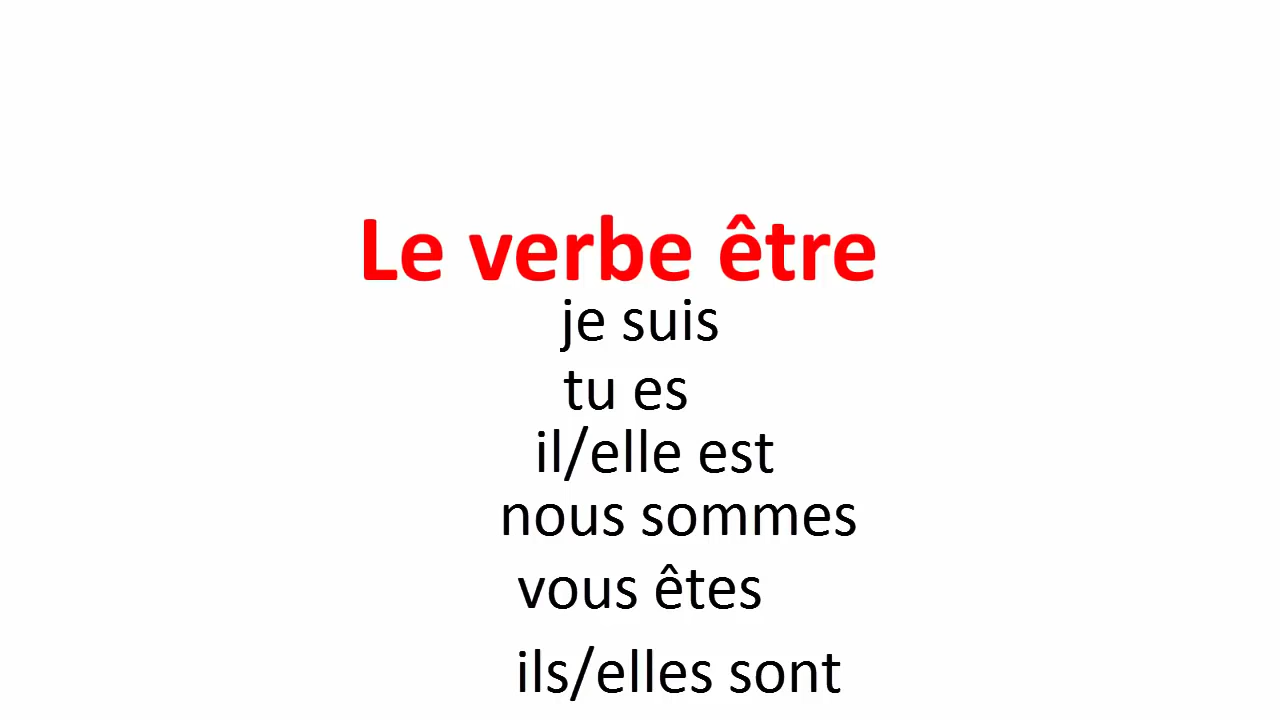 Le verbe être
je suis
tu es
il/elle est
nous sommes
vous êtes
ils/elles sont